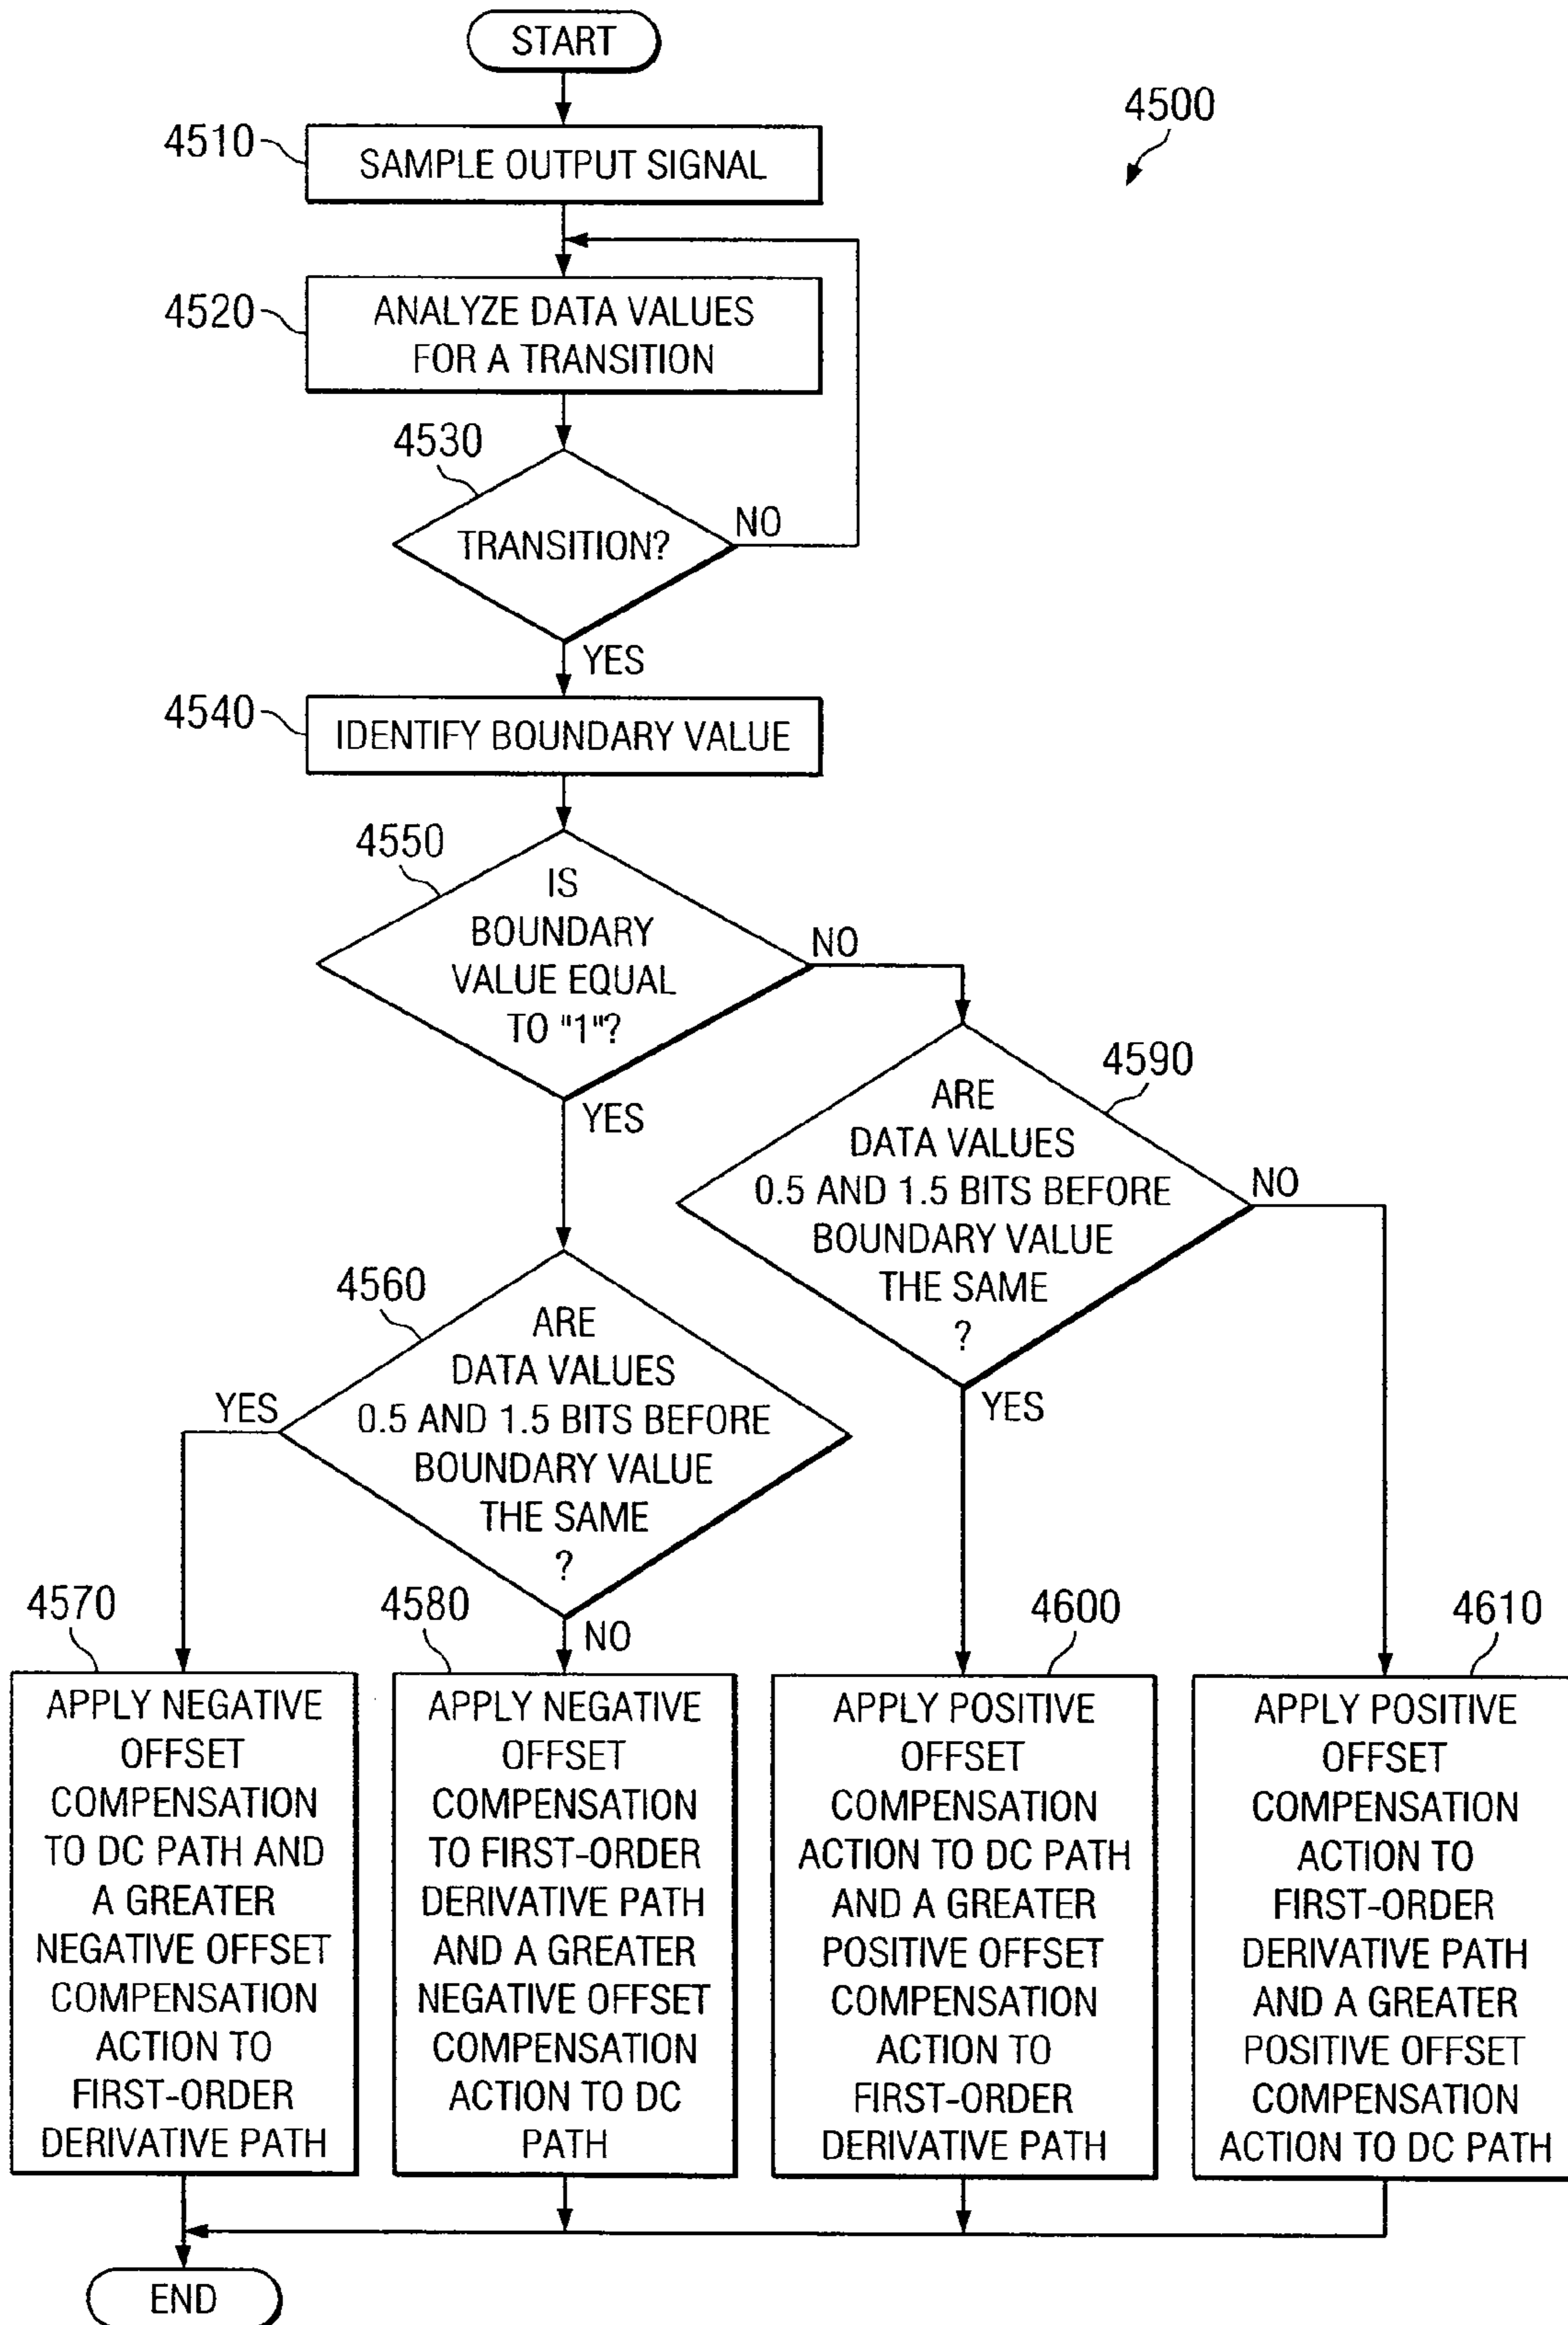 START
4500
4510
SAMPLE OUTPUT SIGNAL
4520
ANALYZE DATA VALUES
FOR A TRANSITION
4530
TRANSITION?
NO
YES
4540
IDENTIFY BOUNDARY VALUE
4550
IS
BOUNDARY
VALUE EQUAL
TO "1"?
NO
YES
4590
ARE
DATA VALUES
0.5 AND 1.5 BITS BEFORE
BOUNDARY VALUE
THE SAME
?
NO
YES
4560
ARE
DATA VALUES
0.5 AND 1.5 BITS BEFORE
BOUNDARY VALUE
THE SAME
?
YES
NO
4570
APPLY NEGATIVE
OFFSET
COMPENSATION
TO DC PATH AND
A GREATER
NEGATIVE OFFSET
COMPENSATION
ACTION TO
FIRST-ORDER
DERIVATIVE PATH
4580
APPLY NEGATIVE
OFFSET
COMPENSATION
TO FIRST-ORDER
DERIVATIVE PATH
AND A GREATER
NEGATIVE OFFSET
COMPENSATION
ACTION TO DC
PATH
4600
APPLY POSITIVE
OFFSET
COMPENSATION
ACTION TO DC PATH
AND A GREATER
POSITIVE OFFSET
COMPENSATION
ACTION TO
FIRST-ORDER
DERIVATIVE PATH
4610
APPLY POSITIVE
OFFSET
COMPENSATION
ACTION TO
FIRST-ORDER
DERIVATIVE PATH
AND A GREATER
POSITIVE OFFSET
COMPENSATION
ACTION TO DC PATH
END